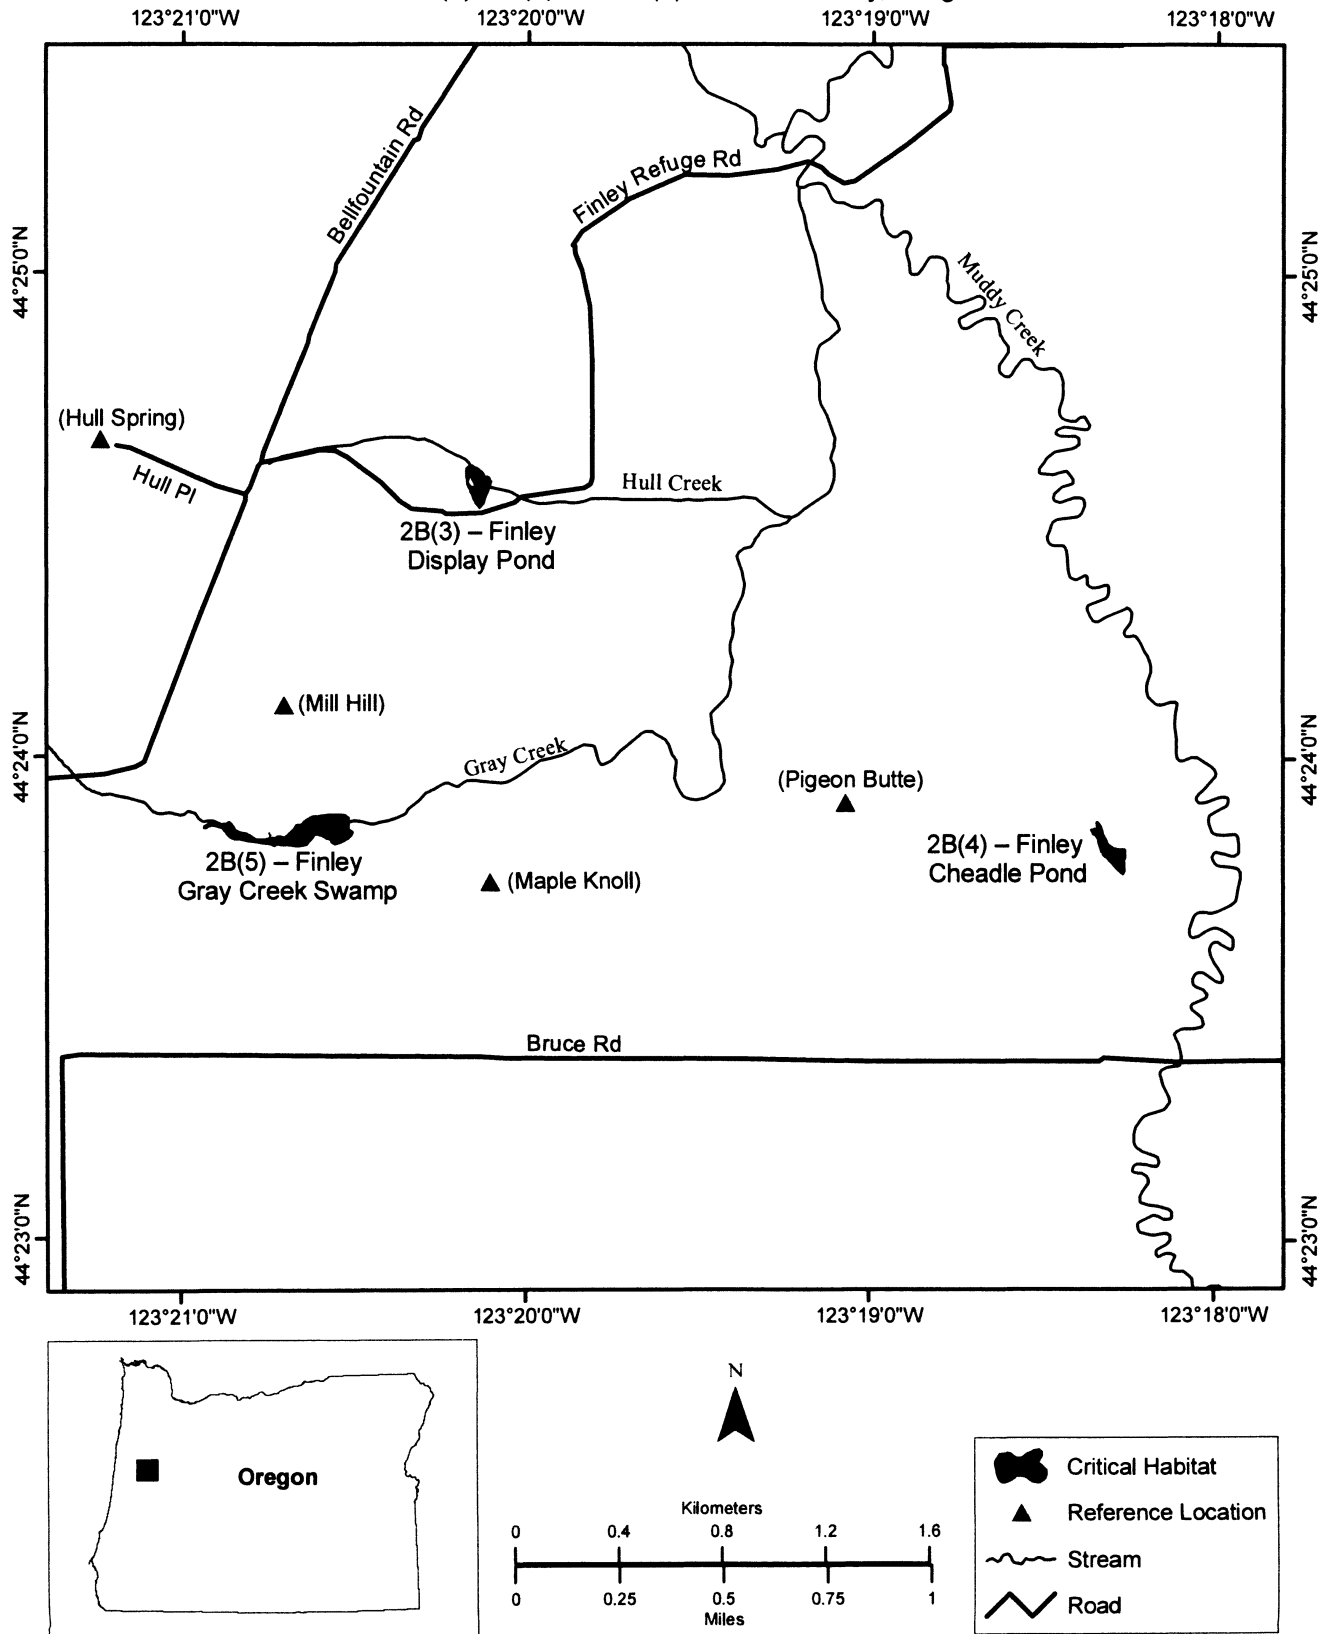 123°21'0"W
123°20'0"W
123°19'0"W
123°18'0"W
Bellfountain Rd
Finley Refuge Rd
44°25'0"N
44°25'0"N
Muddy Creek
(Hull Spring)
Hull Pl
Hull Creek
2B(3) – Finley
Display Pond
(Mill Hill)
44°24'0"N
44°24'0"N
Gray Creek
(Pigeon Butte)
2B(4) – Finley
Cheadle Pond
2B(5) – Finley
Gray Creek Swamp
(Maple Knoll)
Bruce Rd
44°23'0"N
44°23'0"N
123°21'0"W
123°20'0"W
123°19'0"W
123°18'0"W
Oregon
N
Kilometers
0 0.4 0.8 1.2 1.6
0 0.25 0.5 0.75 1
Miles
Critical Habitat
Reference Location
Stream
Road